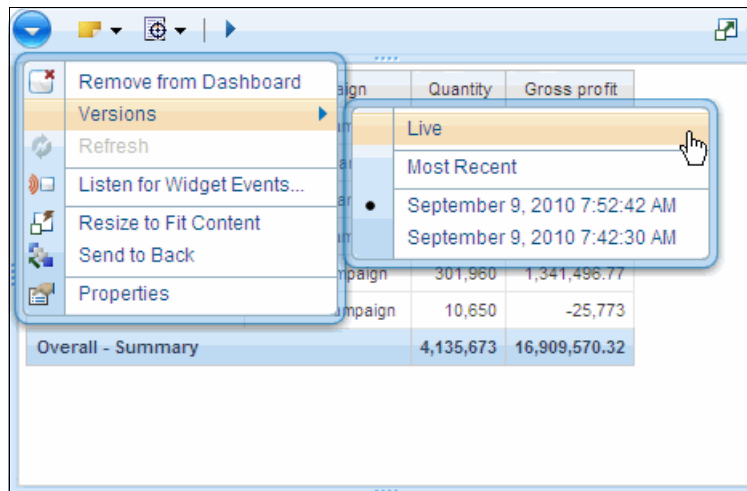 Remove from Dashboard
Versions
Refresh
Listen for Widget Events...
Resize to Fit Content
Send to Back
Properties
Quantity Gross profit
Live
Most Recent
September 9, 2010 7:52:42 AM
September 9, 2010 7:42:30 AM
301,960 1,341,496.77
10,650 -25,773
Overall - Summary 4,135,673 16,909,570.32